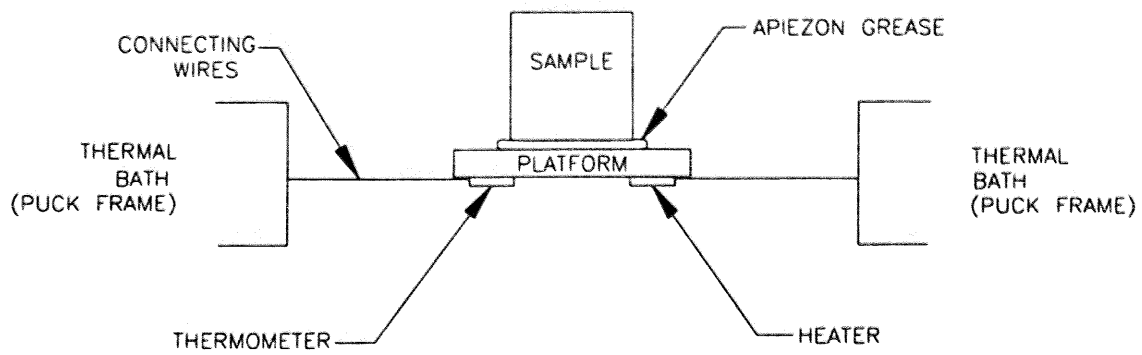 CONNECTING
WIRES
APIEZON GREASE
SAMPLE
PLATFORM
THERMAL
BATH
(PUCK FRAME)
THERMAL
BATH
(PUCK FRAME)
THERMOMETER
HEATER